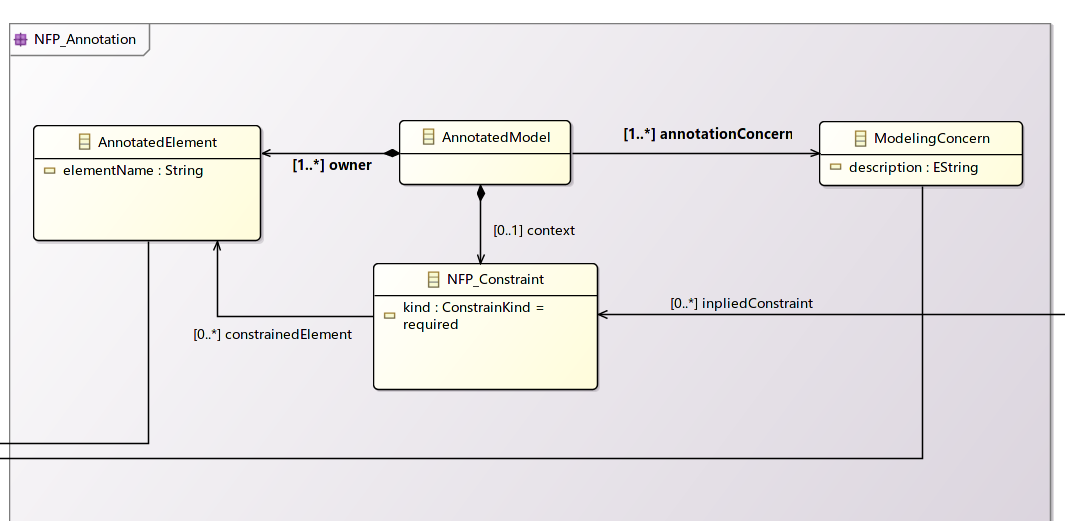 NFP_Annotation
AnnotatedElement
elementName : String
[1..*] owner
AnnotatedModel
[1..*] annotationConcern
ModelingConcern
description : EString
[0..1] context
NFP_Constraint
kind : ConstrainKind =
required
[0..*] inpliedConstraint
[0..*] constrainedElement